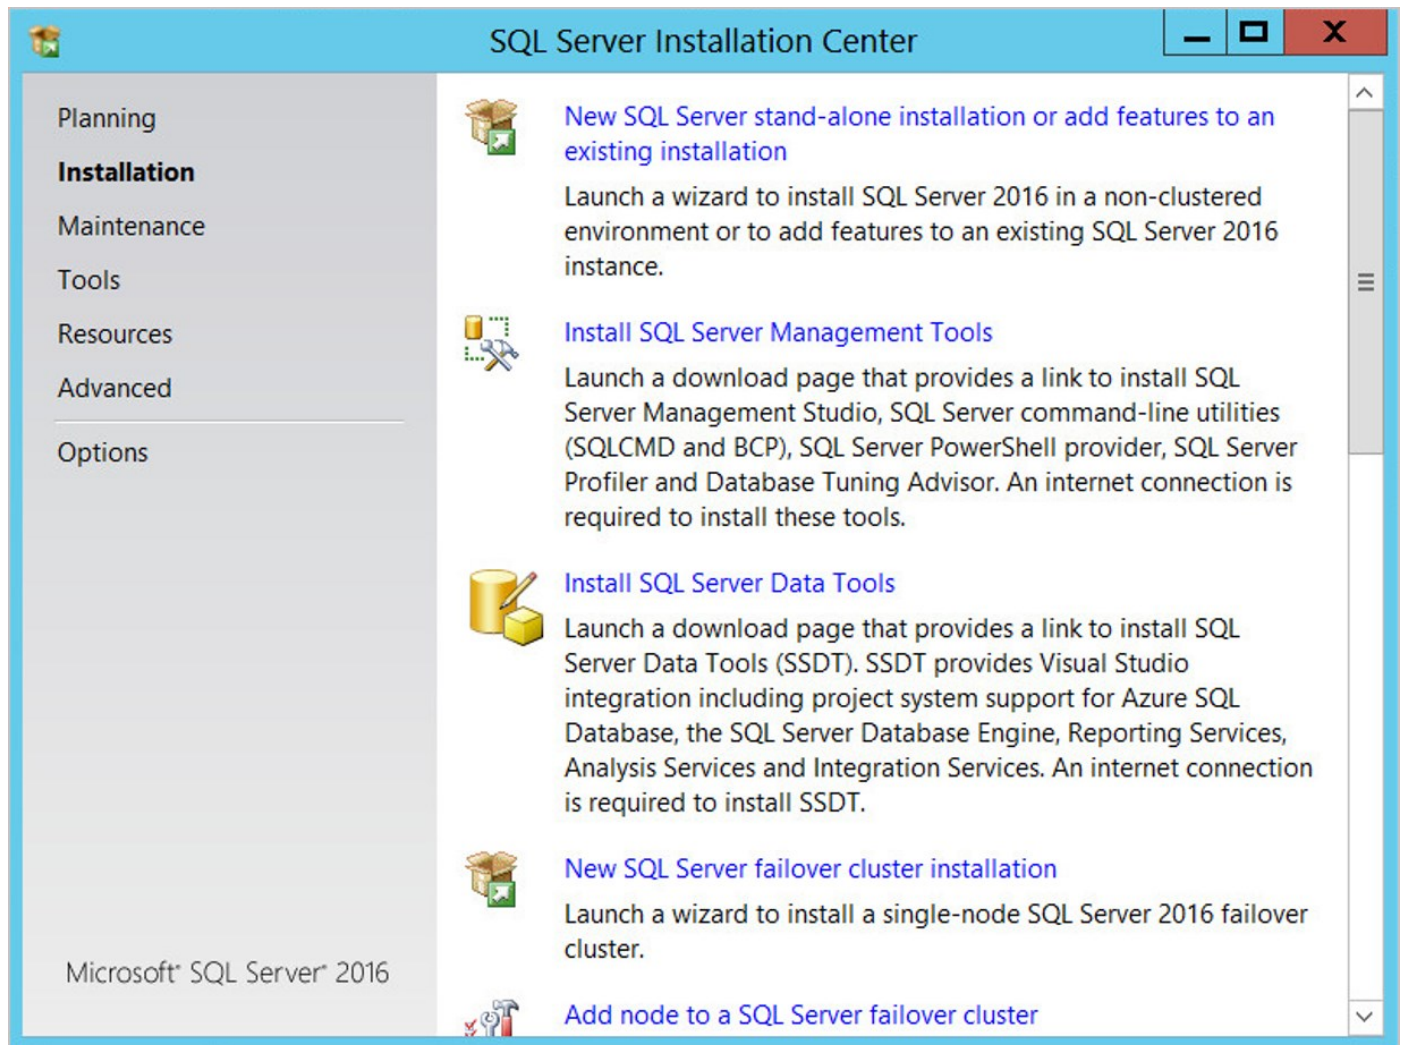 SQL Server Installation Center
Planning
Installation
Maintenance
Tools
Resources
Advanced
Options
Microsoft® SQL Server® 2016
New SQL Server stand-alone installation or add features to an
existing installation
Launch a wizard to install SQL Server 2016 in a non-clustered
environment or to add features to an existing SQL Server 2016
instance.
Install SQL Server Management Tools
Launch a download page that provides a link to install SQL
Server Management Studio, SQL Server command-line utilities
(SQLCMD and BCP), SQL Server PowerShell provider, SQL Server
Profiler and Database Tuning Advisor. An internet connection is
required to install these tools.
Install SQL Server Data Tools
Launch a download page that provides a link to install SQL
Server Data Tools (SSDT). SSDT provides Visual Studio
integration including project system support for Azure SQL
Database, the SQL Server Database Engine, Reporting Services,
Analysis Services and Integration Services. An internet connection
is required to install SSDT.
New SQL Server failover cluster installation
Launch a wizard to install a single-node SQL Server 2016 failover
cluster.
Add node to a SQL Server failover cluster